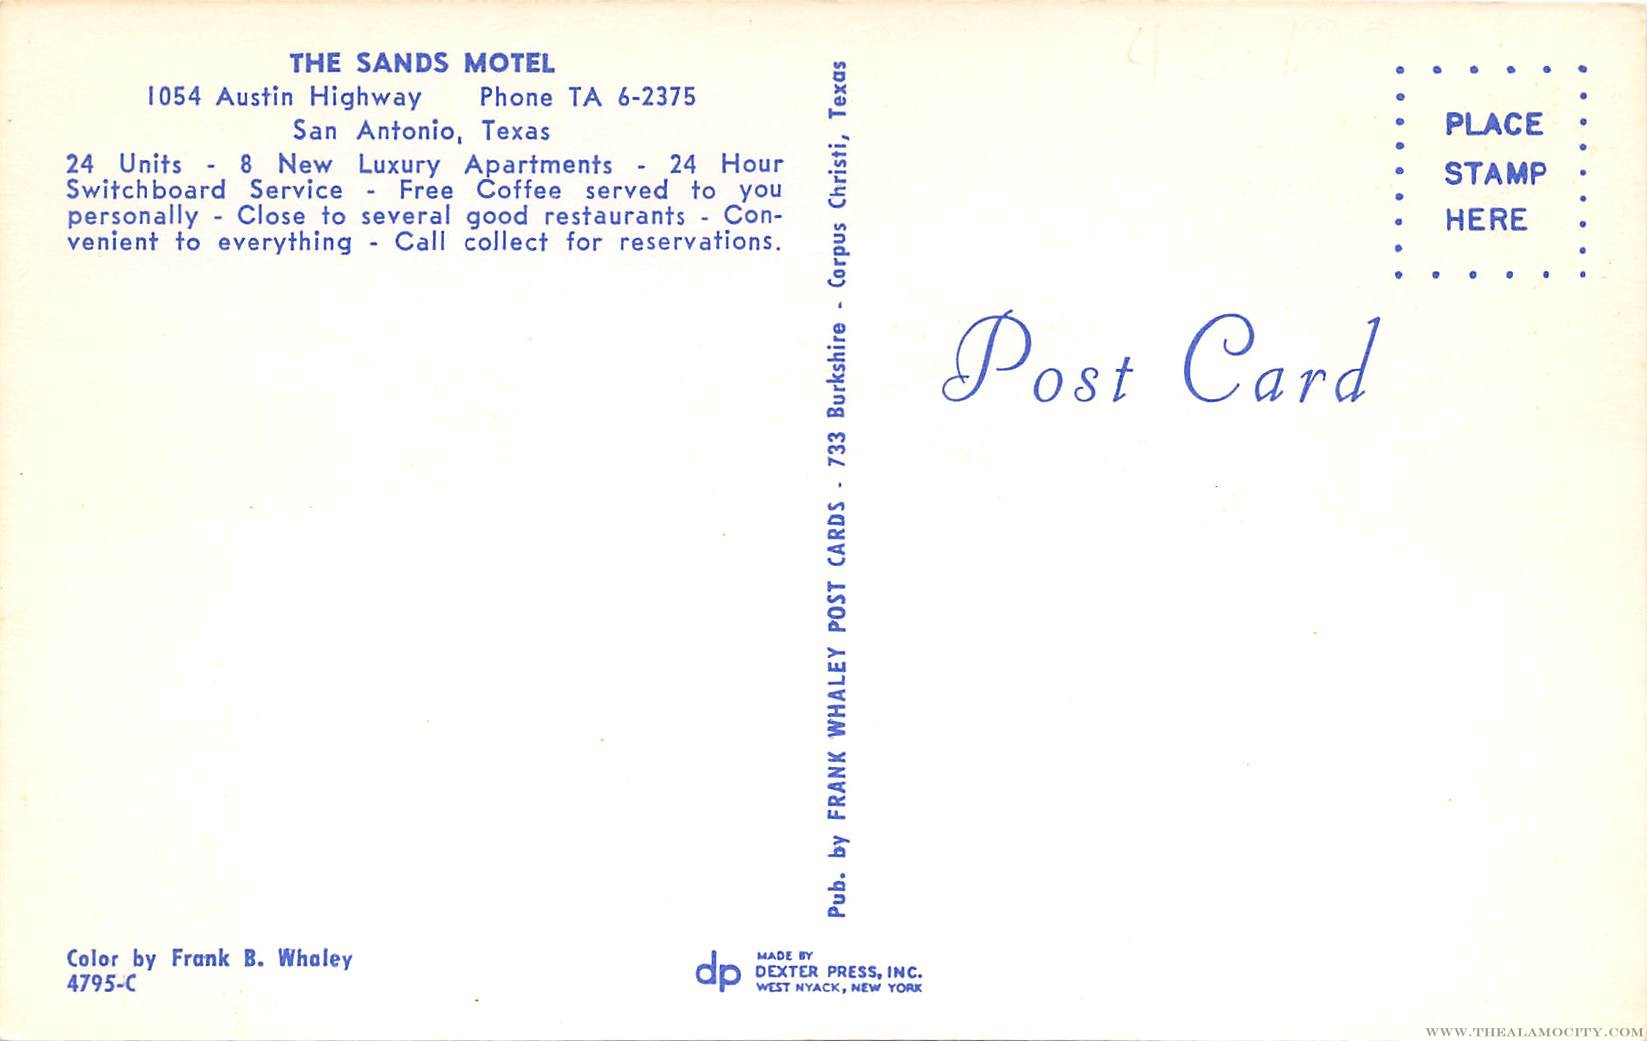 THE SANDS MOTEL
1054 Austin Highway Phone TA 6-2375
San Antonio, Texas
24 Units - 8 New Luxury Apartments - 24 Hour
Switchboard Service - Free Coffee served to you
personally - Close to several good restaurants - Con-
venient to everything - Call collect for reservations.
Color by Frank B. Whaley
4795-C
Pub. by FRANK WHALEY POST CARDS - 733 Burkshire - Corpus Christi, Texas
dp
MADE BY
DEXTER PRESS, INC.
WEST NYACK, NEW YORK
PLACE
STAMP
HERE
Post Card
WWW.THEALAMOCITY.COM